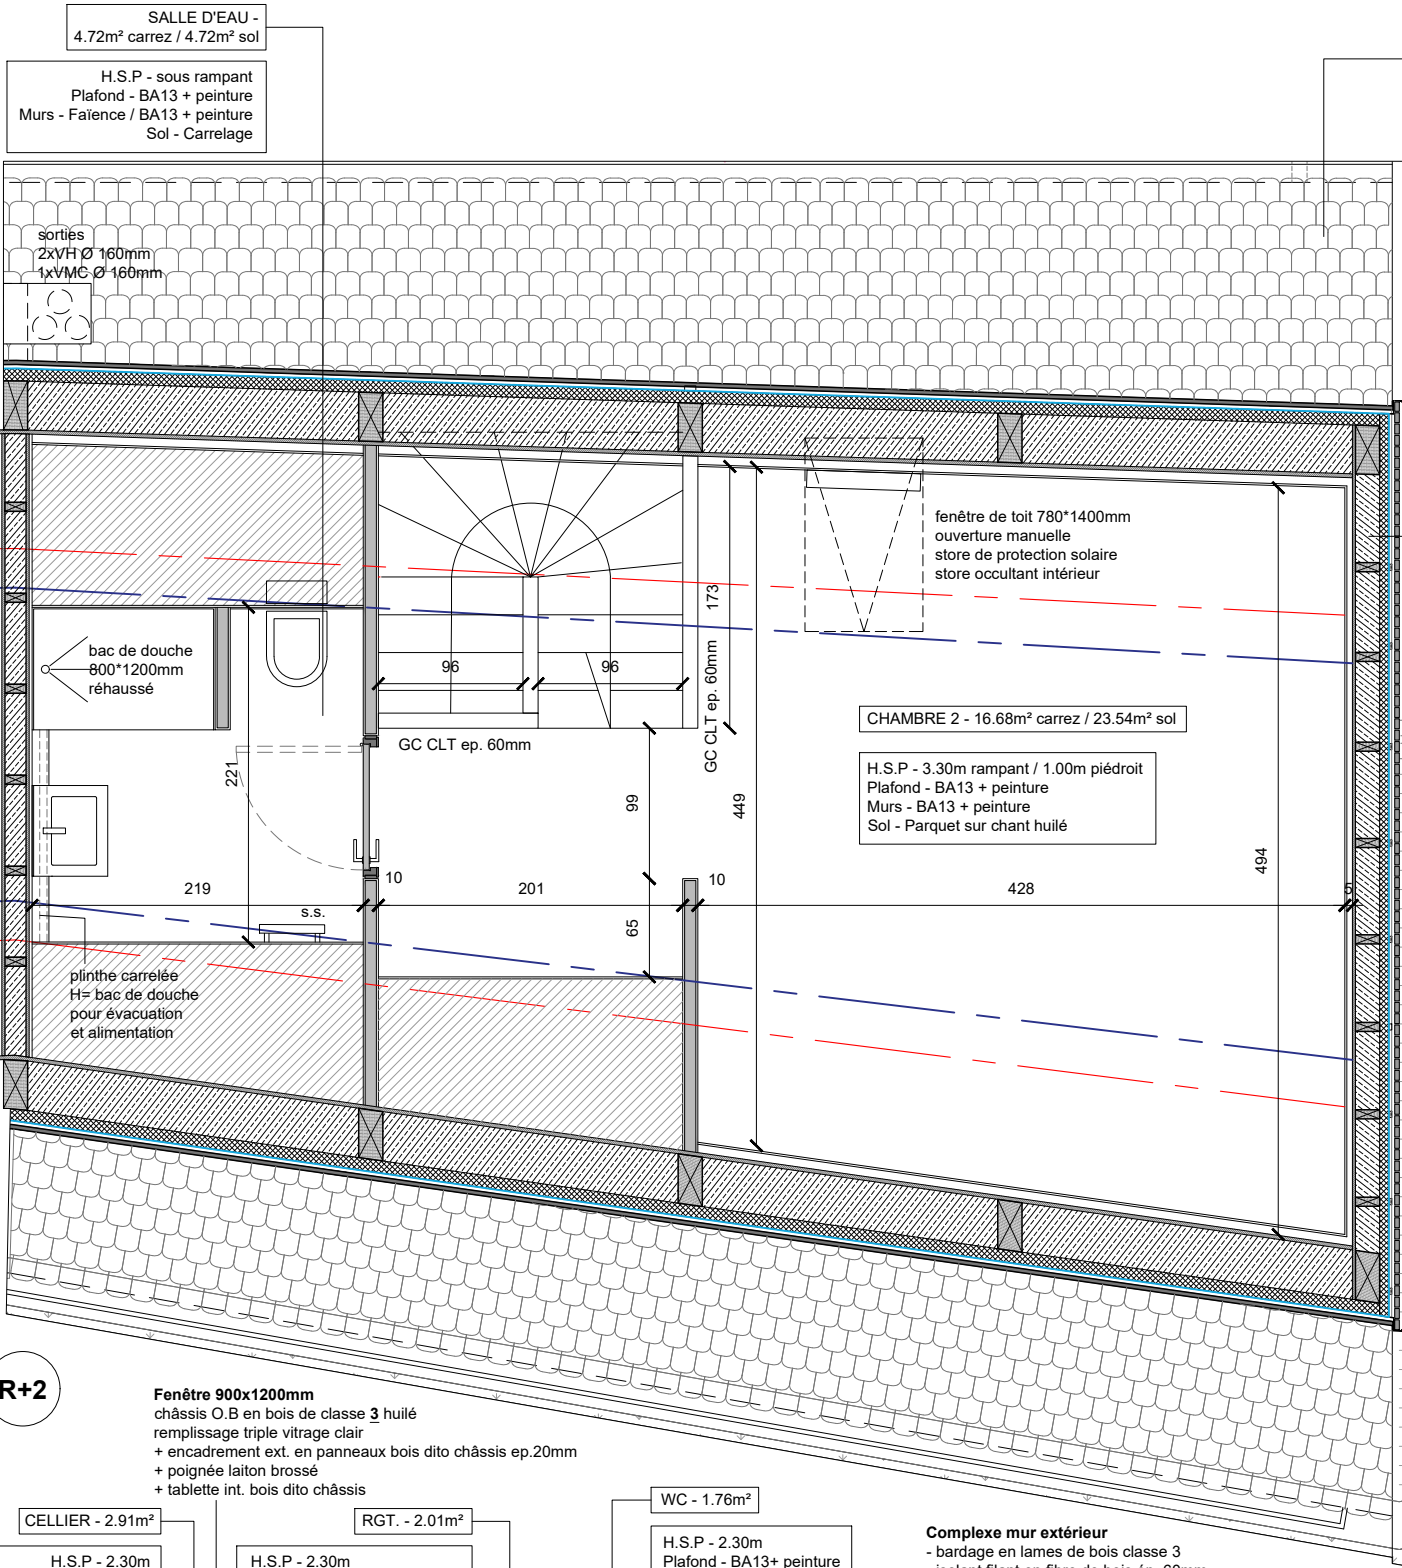 SALLE D'EAU -
4.72m² carrez / 4.72m² sol
H.S.P - sous rampant
Plafond - BA13 + peinture
Murs - Faïence / BA13 + peinture
Sol - Carrelage
sorties
2xVH Ø 160mm
1xVMC Ø 160mm
fenêtre de toit 780*1400mm
ouverture manuelle
store de protection solaire
store occultant intérieur
173
bac de douche
800*1200mm
réhaussé
96
96
GC CLT ep. 60mm
GC CLT ep. 60mm
CHAMBRE 2 - 16.68m² carrez / 23.54m² sol
H.S.P - 3.30m rampant / 1.00m piédroit
Plafond - BA13 + peinture
Murs - BA13 + peinture
Sol - Parquet sur chant huilé
221
99
449
494
219
10
201
10
428
5
s.s.
65
plinthe carrelée
H= bac de douche
pour évacuation
et alimentation
R+2
Fenêtre 900x1200mm
châssis O.B en bois de classe 3 huilé
remplissage triple vitrage clair
+ encadrement ext. en panneaux bois dito châssis ep.20mm
+ poignée laiton brossé
+ tablette int. bois dito châssis
CELLIER - 2.91m²
H.S.P - 2.30m
RGT. - 2.01m²
H.S.P - 2.30m
WC - 1.76m²
H.S.P - 2.30m
Plafond - BA13+ peinture
Complexe mur extérieur
- bardage en lames de bois classe 3